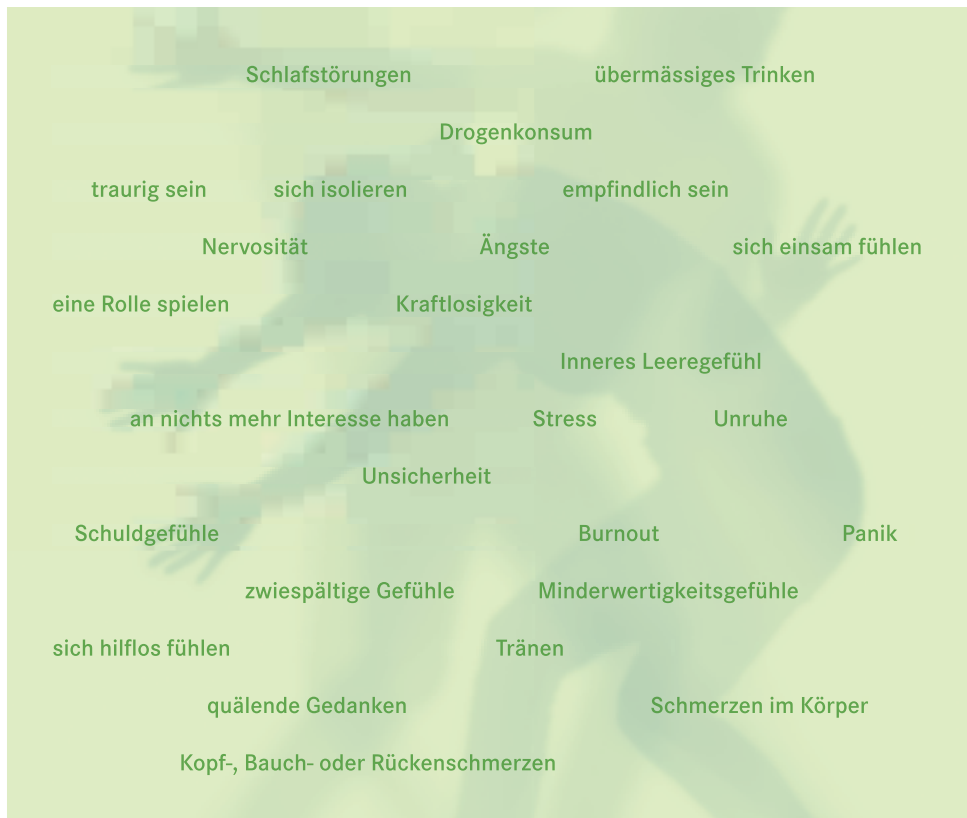 Schlafstörungen übermässiges Trinken
Drogenkonsum
traurig sein sich isolieren empfindlich sein
Nervosität Ängste sich einsam fühlen
eine Rolle spielen Kraftlosigkeit
Inneres Leeregefühl
an nichts mehr Interesse haben Stress Unruhe
Unsicherheit
Schuldgefühle Burnout Panik
zwiespältige Gefühle Minderwertigkeitsgefühle
sich hilflos fühlen Tränen
quälende Gedanken Schmerzen im Körper
Kopf-, Bauch- oder Rückenschmerzen